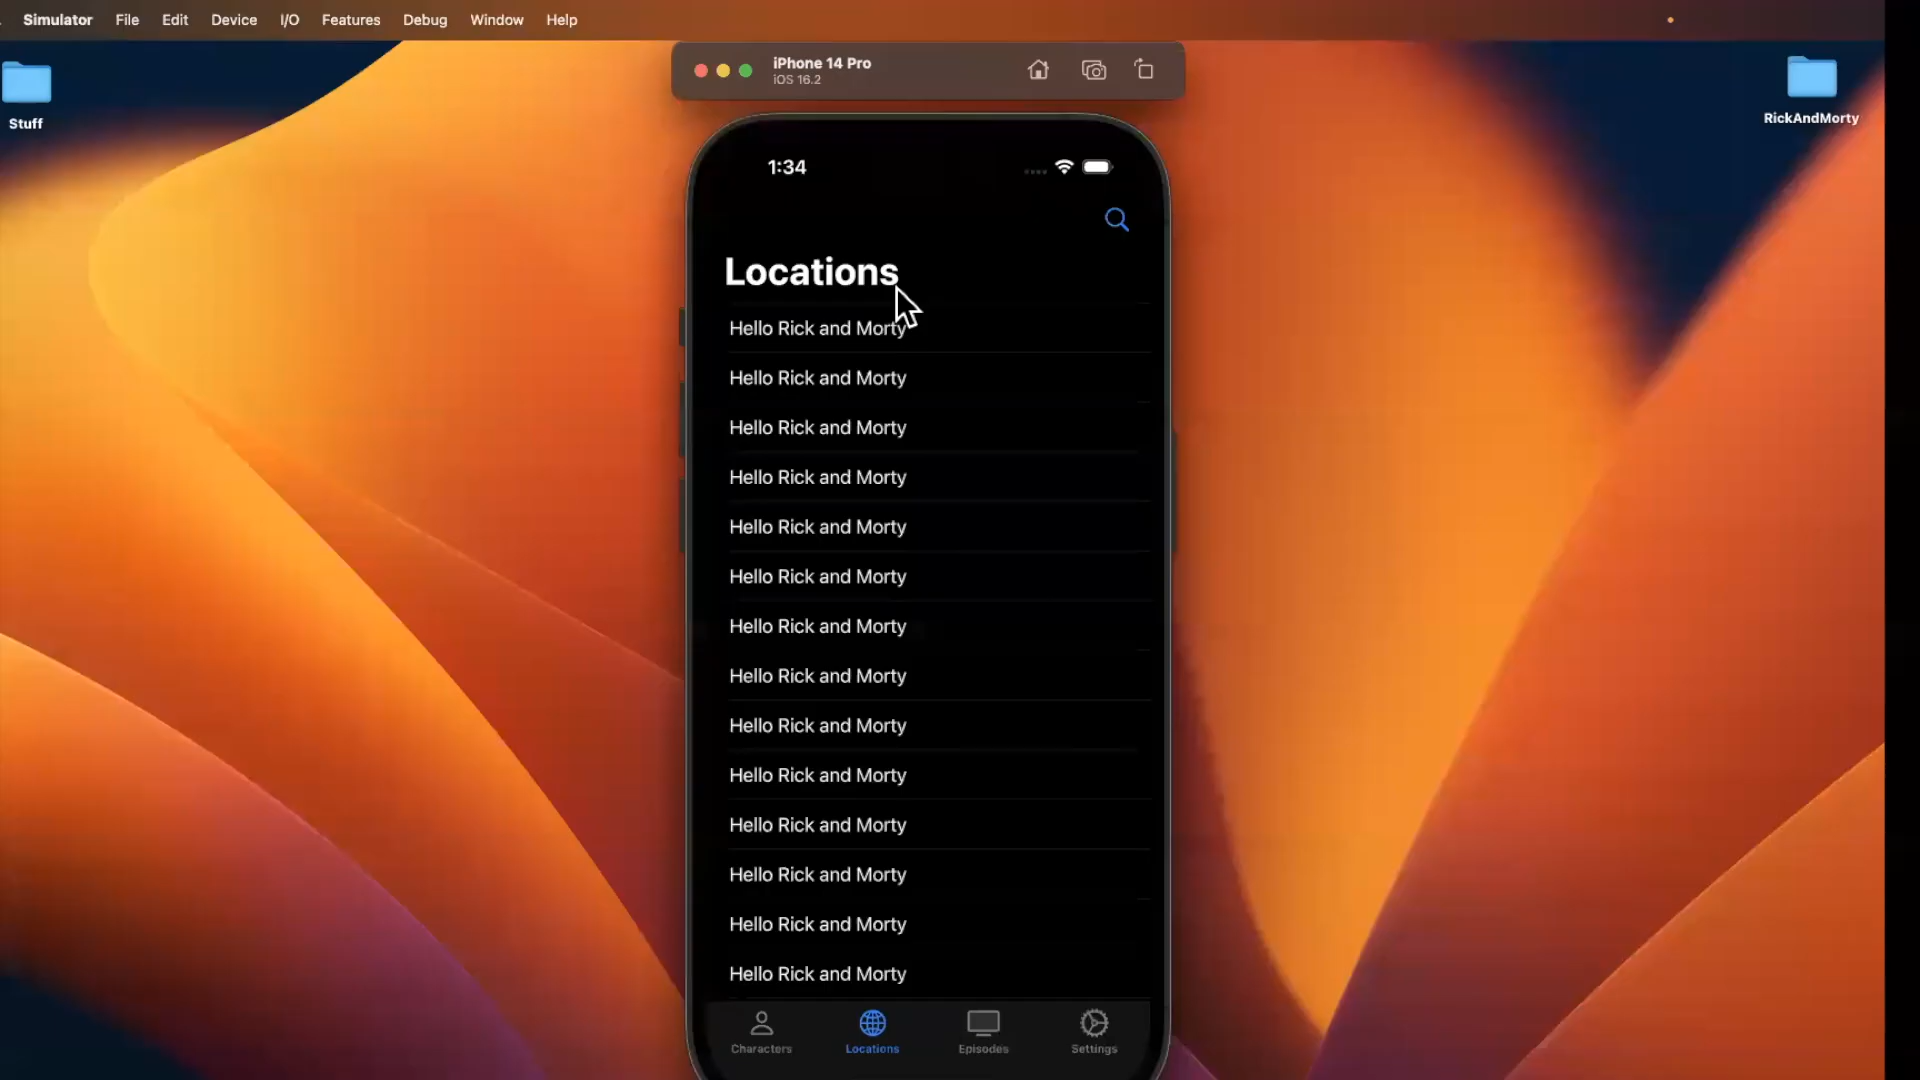 Simulator File Edit Device I/O Features Debug Window Help
iPhone 14 Pro
iOS 16.2
Stuff
RickAndMorty
1:34
Locations
Hello Rick and Morty
Hello Rick and Morty
Hello Rick and Morty
Hello Rick and Morty
Hello Rick and Morty
Hello Rick and Morty
Hello Rick and Morty
Hello Rick and Morty
Hello Rick and Morty
Hello Rick and Morty
Hello Rick and Morty
Hello Rick and Morty
Hello Rick and Morty
Hello Rick and Morty
Characters Locations Episodes Settings